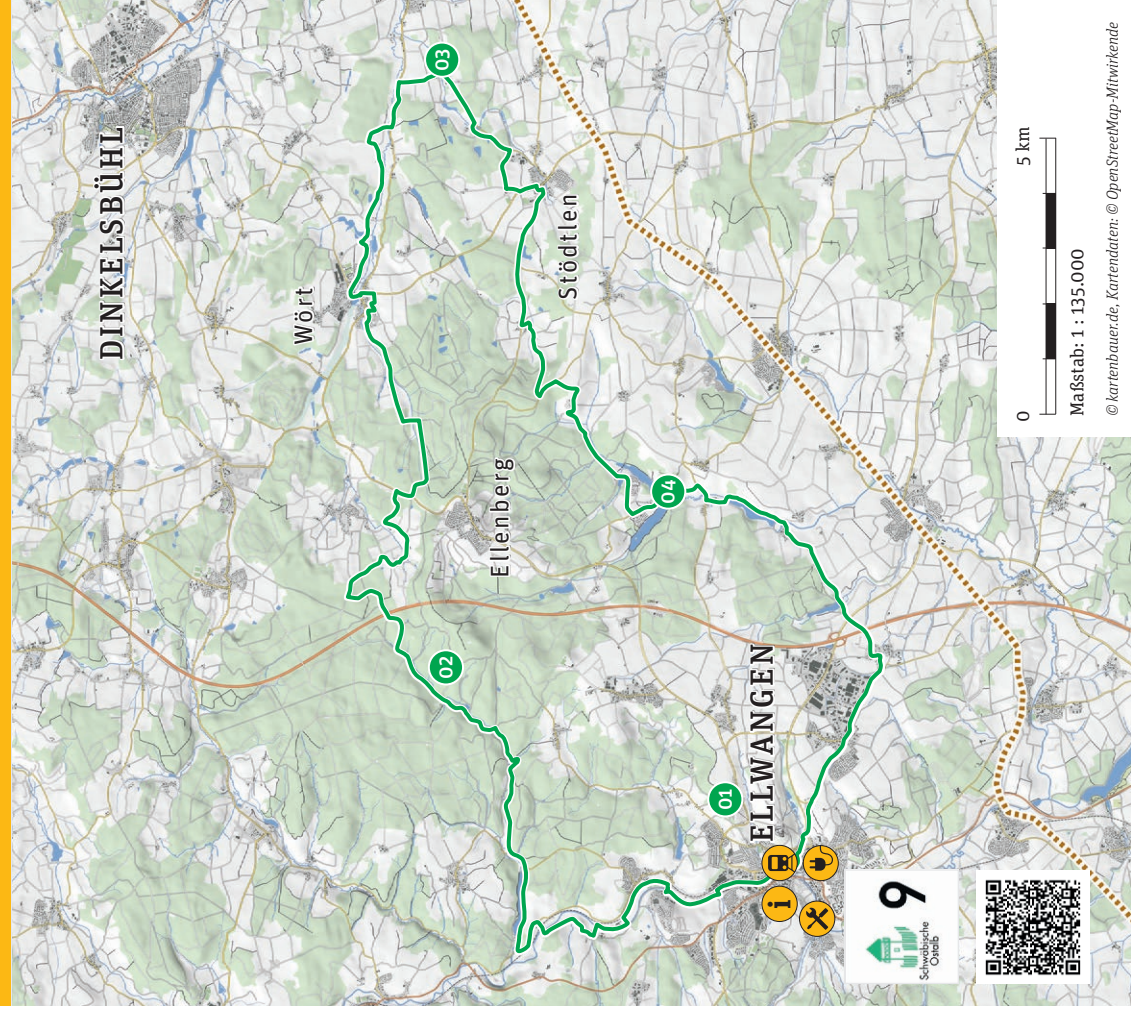 DINKELSBÜHL
Wört
03
Stödtlen
Ellenberg
02
04
01
ELLWANGEN
i
Schwäbische
Ostalb
9
0
5 km
Maßstab: 1 : 135.000
© kartenbauer.de, Kartendaten: © OpenStreetMap-Mitwirkende